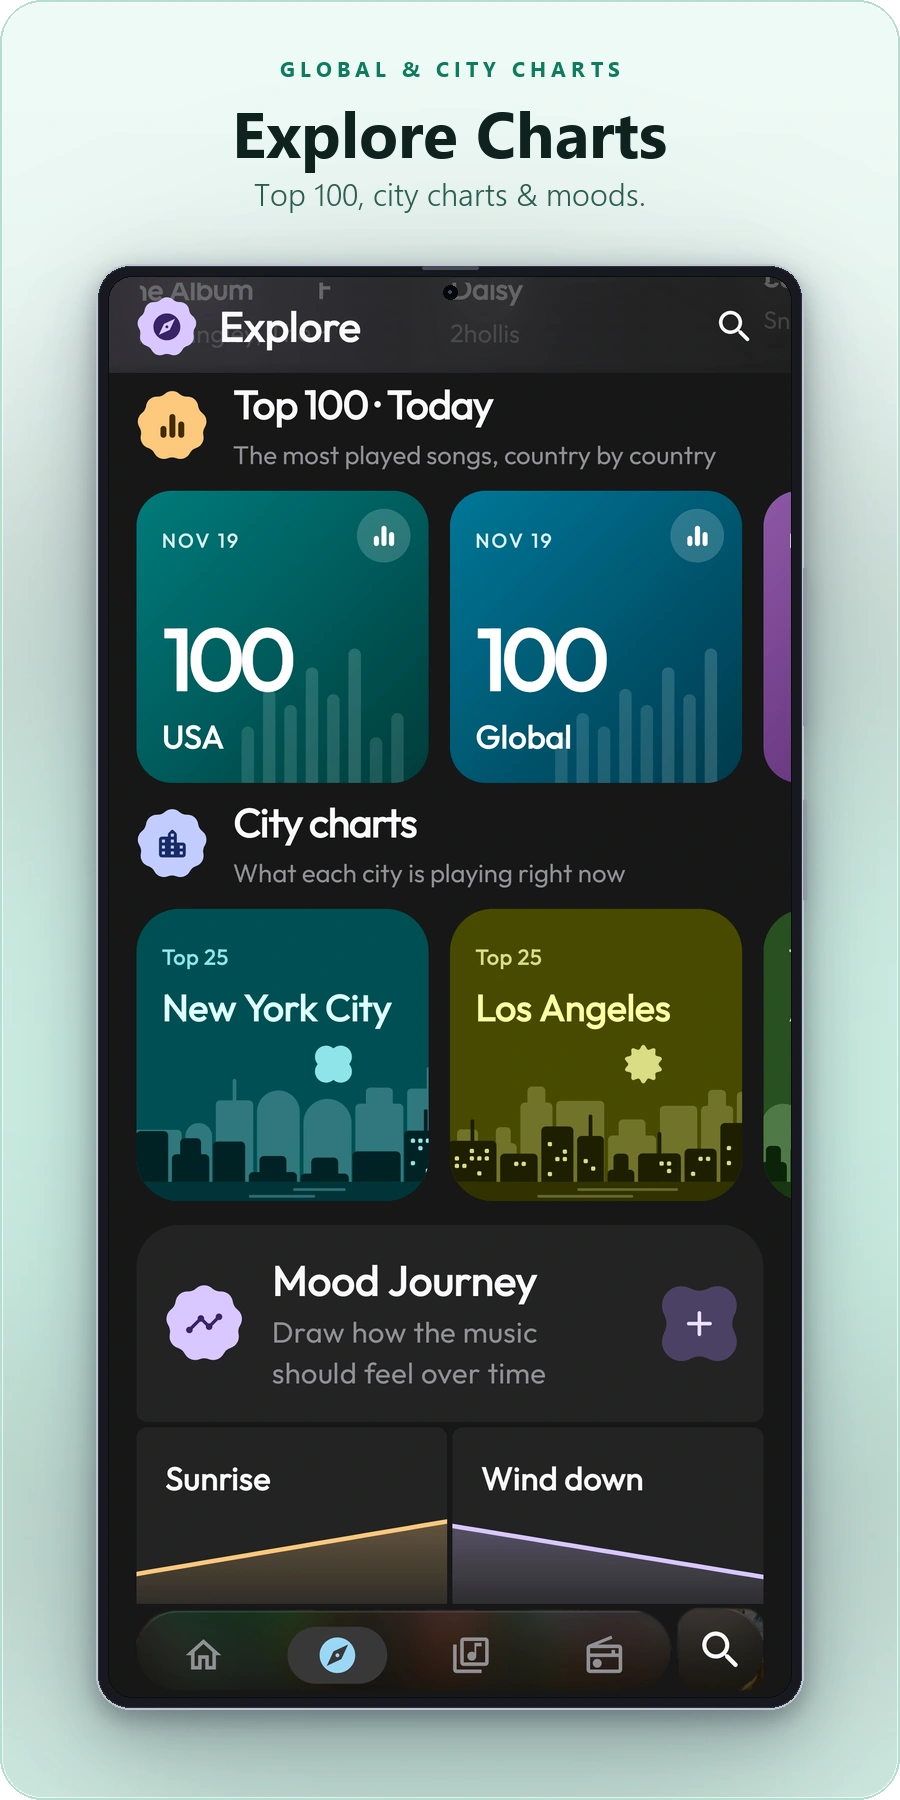 GLOBAL & CITY CHARTS
Explore Charts
Top 100, city charts & moods.
Album
Daisy
2hollis
Explore
Top 100 · Today
The most played songs, country by country
NOV 19
100
USA
NOV 19
100
Global
City charts
What each city is playing right now
Top 25
New York City
Top 25
Los Angeles
Mood Journey
Draw how the music
should feel over time
Sunrise
Wind down